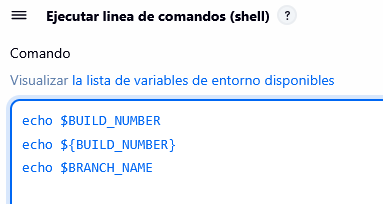 Ejecutar linea de comandos (shell) ?
Comando
Visualizar la lista de variables de entorno disponibles
echo $BUILD_NUMBER
echo ${BUILD_NUMBER}
echo $BRANCH_NAME